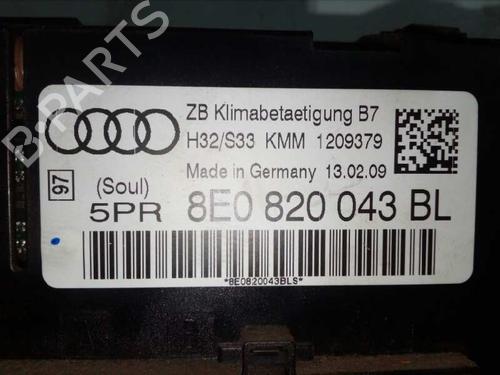 B-PARTS
ZB Klimabetaetigung B7
H32/S33 KMM 1209379
Made in Germany 13.02.09
97
(Soul)
5PR 8E0 820 043 BL
*8E0820043BLS*